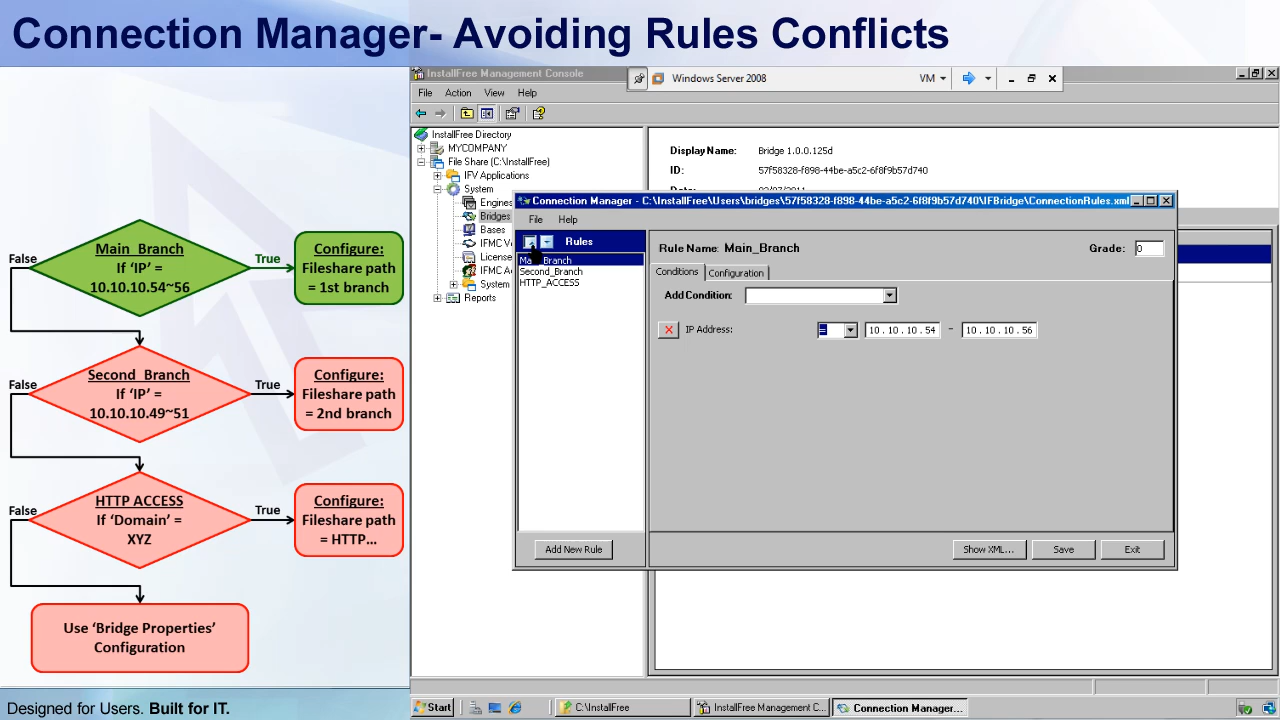 Connection Manager- Avoiding Rules Conflicts
Main_Branch
If ‘IP’ =
10.10.10.54~56
False
True
Configure:
Fileshare path
= 1st branch
Second_Branch
If ‘IP’ =
10.10.10.49~51
False
True
Configure:
Fileshare path
= 2nd branch
HTTP ACCESS
If ‘Domain’ =
XYZ
False
True
Configure:
Fileshare path
= HTTP...
Use ‘Bridge Properties’
Configuration
Designed for Users. Built for IT.
InstallFree Management Console
Windows Server 2008
VM
File Action View Help
InstallFree Directory
MYCOMPANY
File Share (C:\InstallFree)
IFV Applications
System
Engines
Bridges
Bases
IFMC V
License
IFMC A
System
Reports
Display Name: Bridge 1.0.0.125d
ID: 57f58328-f898-44be-a5c2-6f8f9b57d740
Connection Manager - C:\InstallFree\Users\bridges\57f58328-f898-44be-a5c2-6f8f9b57d740\IFBridge\ConnectionRules.xml
File Help
Rules
Main_Branch
Second_Branch
HTTP_ACCESS
Add New Rule
Rule Name: Main_Branch
Grade: 0
Conditions Configuration
Add Condition:
IP Address: = 10 . 10 . 10 . 54 - 10 . 10 . 10 . 56
Show XML... Save Exit
Start C:\InstallFree InstallFree Management C... Connection Manager...